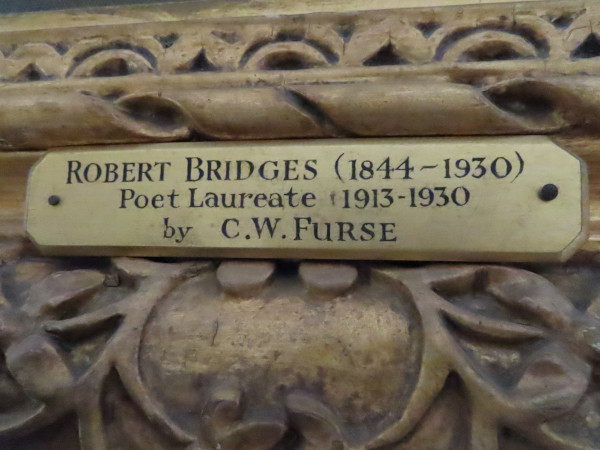 ROBERT BRIDGES (1844-1930)
Poet Laureate 1913-1930
by C.W. FURSE